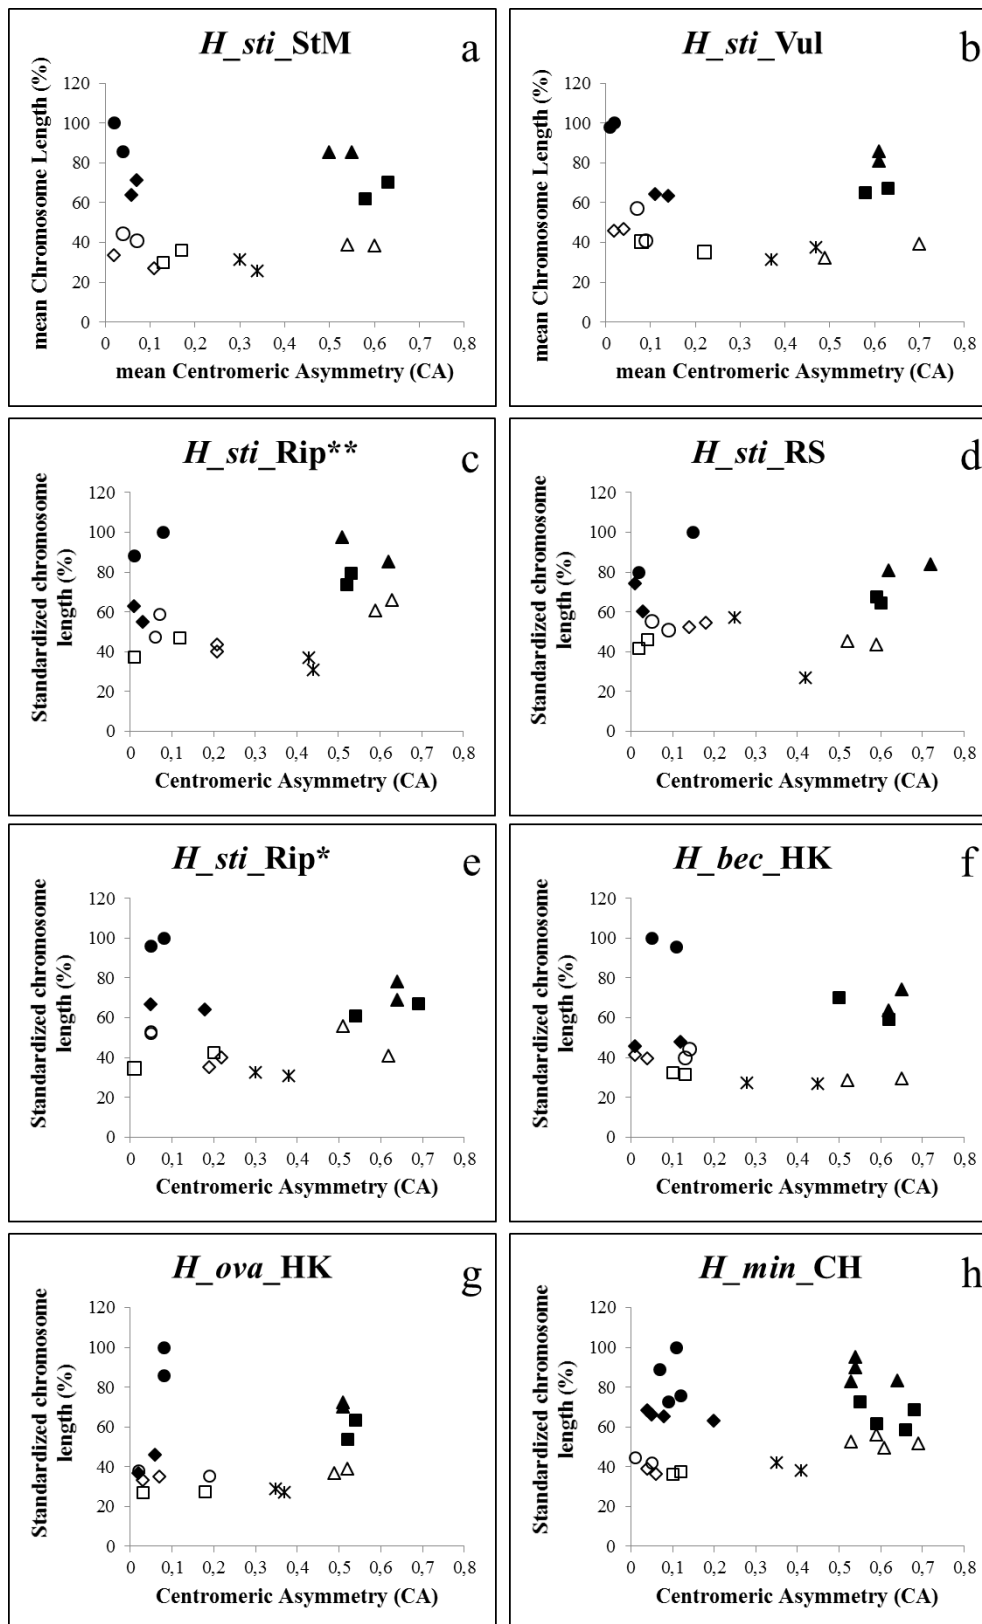 H_sti_StM a
mean Chromosome Length (%)
120
100
80
60
40
20
0
0 0,1 0,2 0,3 0,4 0,5 0,6 0,7 0,8
mean Centromeric Asymmetry (CA)
H_sti_Vul b
mean Chromosome Length (%)
120
100
80
60
40
20
0
0 0,1 0,2 0,3 0,4 0,5 0,6 0,7 0,8
mean Centromeric Asymmetry (CA)
H_sti_Rip** c
Standardized chromosome
length (%)
120
100
80
60
40
20
0
0 0,1 0,2 0,3 0,4 0,5 0,6 0,7 0,8
Centromeric Asymmetry (CA)
H_sti_RS d
Standardized chromosome
length (%)
120
100
80
60
40
20
0
0 0,1 0,2 0,3 0,4 0,5 0,6 0,7 0,8
Centromeric Asymmetry (CA)
H_sti_Rip* e
Standardized chromosome
length (%)
120
100
80
60
40
20
0
0 0,1 0,2 0,3 0,4 0,5 0,6 0,7 0,8
Centromeric Asymmetry (CA)
H_bec_HK f
Standardized chromosome
length (%)
120
100
80
60
40
20
0
0 0,1 0,2 0,3 0,4 0,5 0,6 0,7 0,8
Centromeric Asymmetry (CA)
H_ova_HK g
Standardized chromosome
length (%)
120
100
80
60
40
20
0
0 0,1 0,2 0,3 0,4 0,5 0,6 0,7 0,8
Centromeric Asymmetry (CA)
H_min_CH h
Standardized chromosome
length (%)
120
100
80
60
40
20
0
0 0,1 0,2 0,3 0,4 0,5 0,6 0,7 0,8
Centromeric Asymmetry (CA)